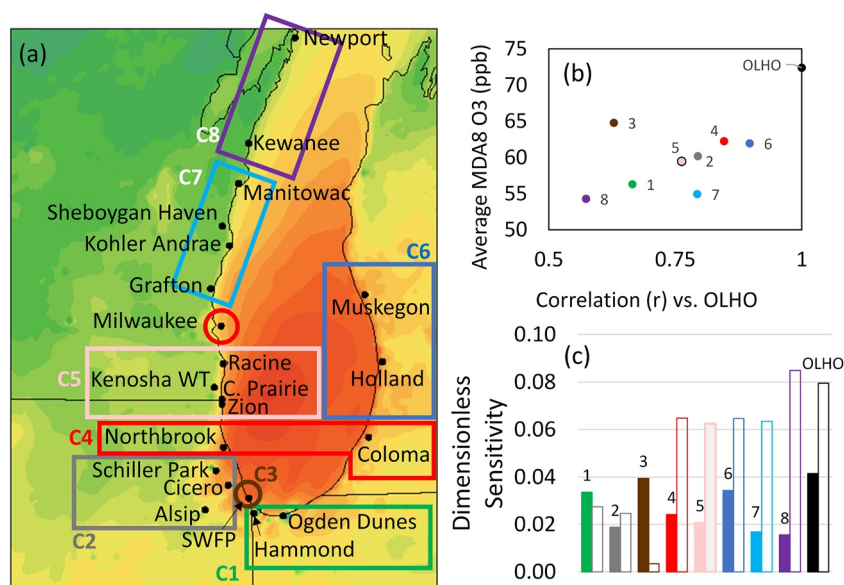 (a)
Newport
C8
Kewanee
C7
Manitowac
Sheboygan Haven
Kohler Andrae
C6
Grafton
Muskegon
Milwaukee
Racine
C5
Kenosha WT
C. Prairie
Holland
Zion
C4
Northbrook
Coloma
Schiller Park
C3
Cicero
Alsip
Ogden Dunes
SWFP
C2
Hammond
C1
Average MDA8 O3 (ppb)
75
70
65
60
55
50
(b)
OLHO
3
4
5
2
6
1
7
8
0.5
0.75
1
Correlation (r) vs. OLHO
Dimensionless
Sensitivity
0.10
0.08
0.06
0.04
0.02
0.00
(c)
OLHO
1
2
3
4
5
6
7
8